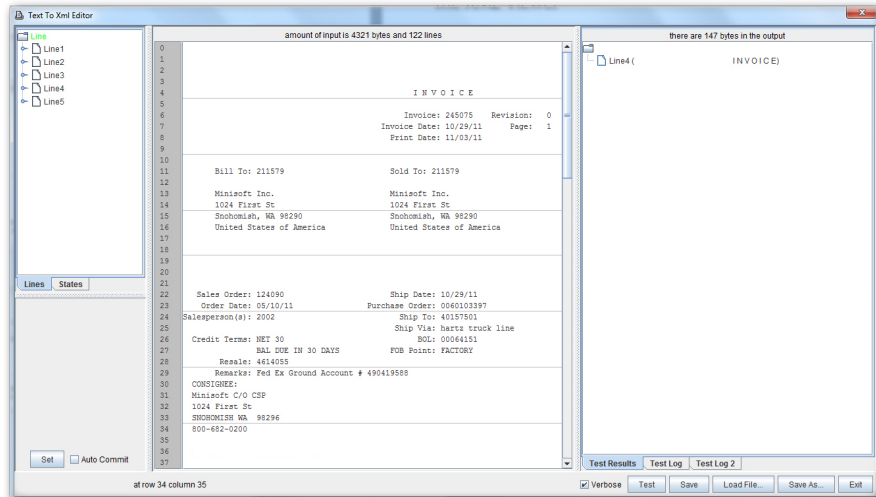 Text To Xml Editor
amount of input is 4321 bytes and 122 lines
there are 147 bytes in the output
Line
Line1
Line2
Line3
Line4
Line5
Lines States
Set Auto Commit
0
1
2
3
4 I N V O I C E
5
6 Invoice: 245075 Revision: 0
7 Invoice Date: 10/29/11 Page: 1
8 Print Date: 11/03/11
9
10
11 Bill To: 211579 Sold To: 211579
12
13 Minisoft Inc. Minisoft Inc.
14 1024 First St 1024 First St
15 Snohomish, WA 98290 Snohomish, WA 98290
16 United States of America United States of America
17
18
19
20
21
22 Sales Order: 124090 Ship Date: 10/29/11
23 Order Date: 05/10/11 Purchase Order: 0060103397
24 Salesperson(s): 2002 Ship To: 40157501
25 Ship Via: hartz truck line
26 Credit Terms: NET 30 BOL: 00064151
27 BAL DUE IN 30 DAYS FOB Point: FACTORY
28 Resale: 4614055
29 Remarks: Fed Ex Ground Account # 490419588
30 CONSIGNEE:
31 Minisoft C/O CSP
32 1024 First St
33 SNOHOMISH WA 98296
34 800-682-0200
35
36
37
Line4 ( I N V O I C E)
Test Results Test Log Test Log 2
at row 34 column 35
Verbose Test Save Load File... Save As... Exit